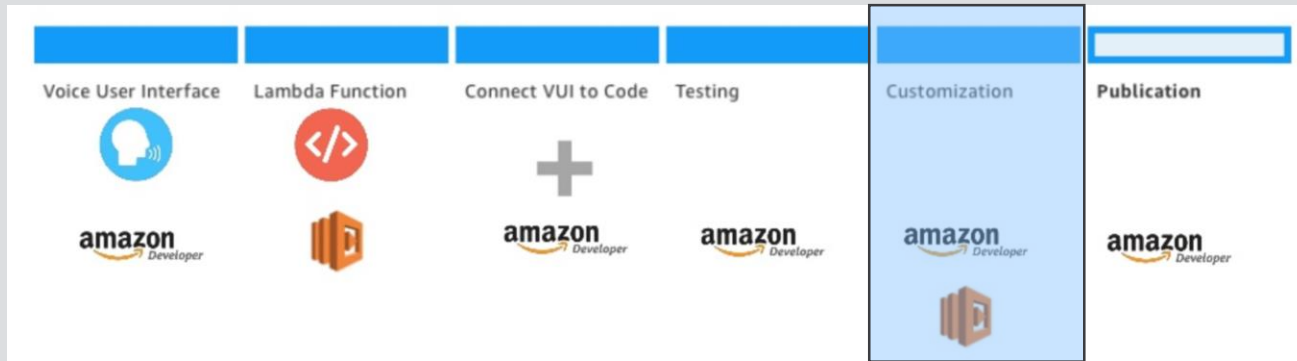 Voice User Interface
Lambda Function
Connect VUI to Code
Testing
Customization
Publication
</>
amazon
Developer
amazon
Developer
amazon
Developer
amazon
Developer
amazon
Developer